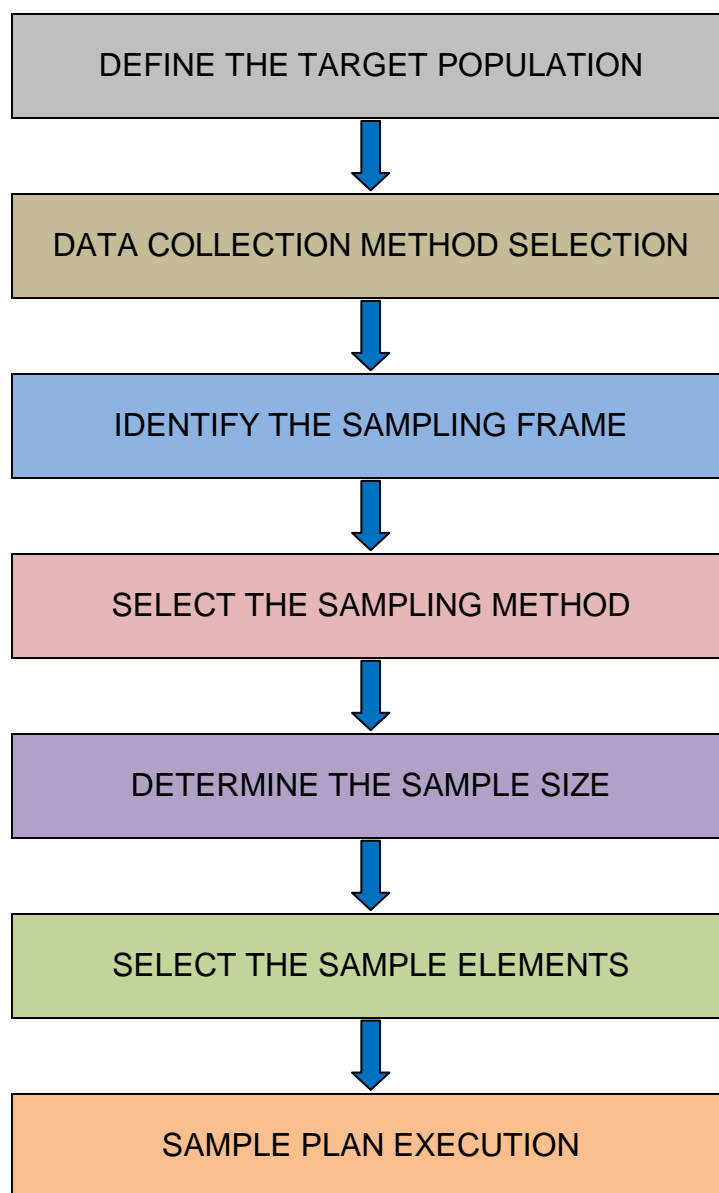 DEFINE THE TARGET POPULATION
DATA COLLECTION METHOD SELECTION
IDENTIFY THE SAMPLING FRAME
SELECT THE SAMPLING METHOD
DETERMINE THE SAMPLE SIZE
SELECT THE SAMPLE ELEMENTS
SAMPLE PLAN EXECUTION